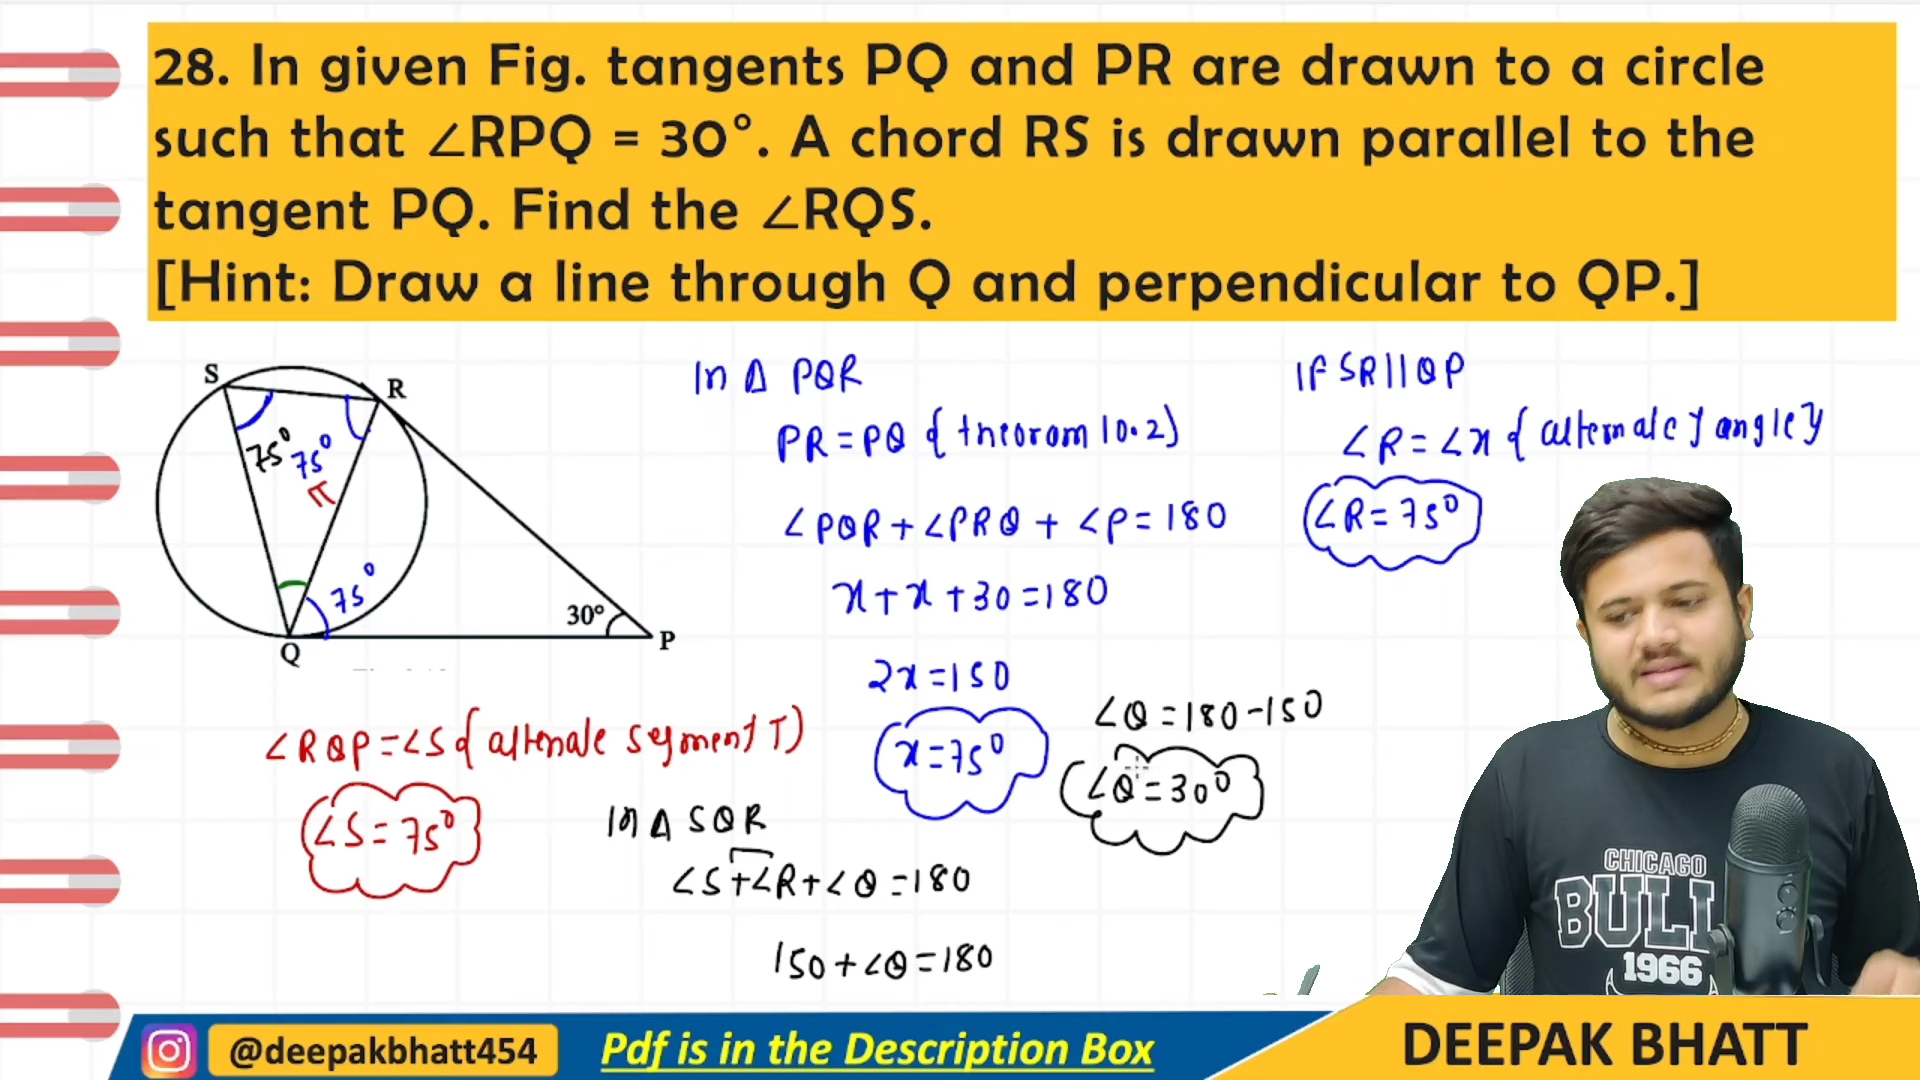 28. In given Fig. tangents PQ and PR are drawn to a circle
such that ∠RPQ = 30°. A chord RS is drawn parallel to the
tangent PQ. Find the ∠RQS.
[Hint: Draw a line through Q and perpendicular to QP.]
S
R
75°
75°
π
75°
30°
Q
P
In Δ PQR
PR = PQ { theoram 10.2 }
∠PQR + ∠PRQ + ∠P = 180
x + x + 30 = 180
2x = 150
x = 75°
IF SR || QP
∠R = ∠x { alternate angle }
∠R = 75°
∠RQP = ∠S { alternate segment T }
∠S = 75°
In Δ SQR
∠S + ∠R + ∠Q = 180
150 + ∠Q = 180
∠Q = 180 - 150
∠Q = 30°
CHICAGO
BULL
1966
@deepakbhatt454
Pdf is in the Description Box
DEEPAK BHATT